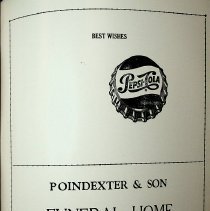 BEST WISHES
PEPSI-COLA
POINDEXTER & SON
FUNERAL HOME